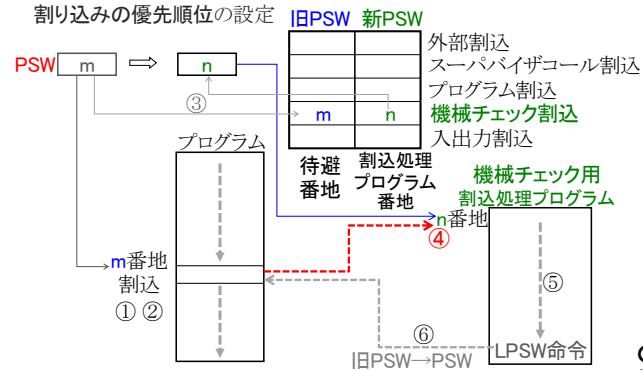 割り込みの優先順位の設定
旧PSW 新PSW
PSW m ⇨ n
外部割込
スーパバイザコール割込
プログラム割込
③
m n 機械チェック割込
入出力割込
プログラム
待避
番地
割込処理
プログラム
番地
機械チェック用
割込処理プログラム
n番地
④
m番地
割込
① ②
⑤
⑥
旧PSW→PSW
LPSW命令